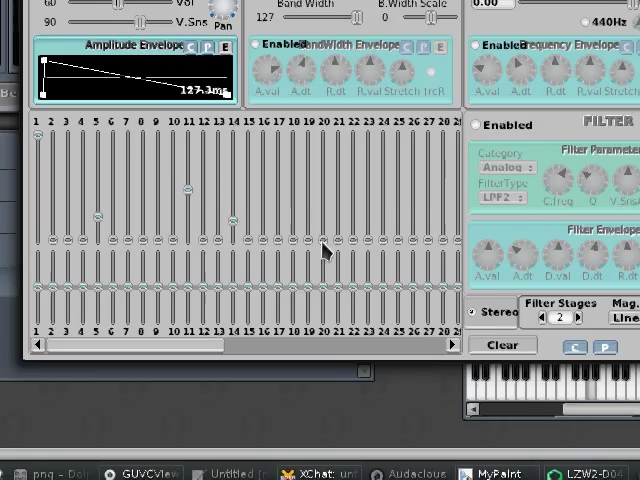 60 Vol
Band Width B.Width Scale
0.00
90 V.Sns Pan
127 0
440Hz
Amplitude Envelope C P E
Enabled BandWidth Envelope C P E
Enabled Frequency Envelope C
127.3ms
A.val A.dt R.dt R.val Stretch frcR
A.val A.dt R.dt R.val Stretch
1 2 3 4 5 6 7 8 9 10 11 12 13 14 15 16 17 18 19 20 21 22 23 24 25 26 27 28
Enabled FILTER
Category Filter Parameter
Analog
FilterType
LPF2
C.freq Q V.SnsA
Filter Envelope
A.val A.dt D.val D.dt R.dt
Stereo Filter Stages Mag.
2 Line
1 2 3 4 5 6 7 8 9 10 11 12 13 14 15 16 17 18 19 20 21 22 23 24 25 26 27 28
Clear C P
png - Dol GUVCView Untitled XChat: unf Audacious MyPaint LZW2-D04